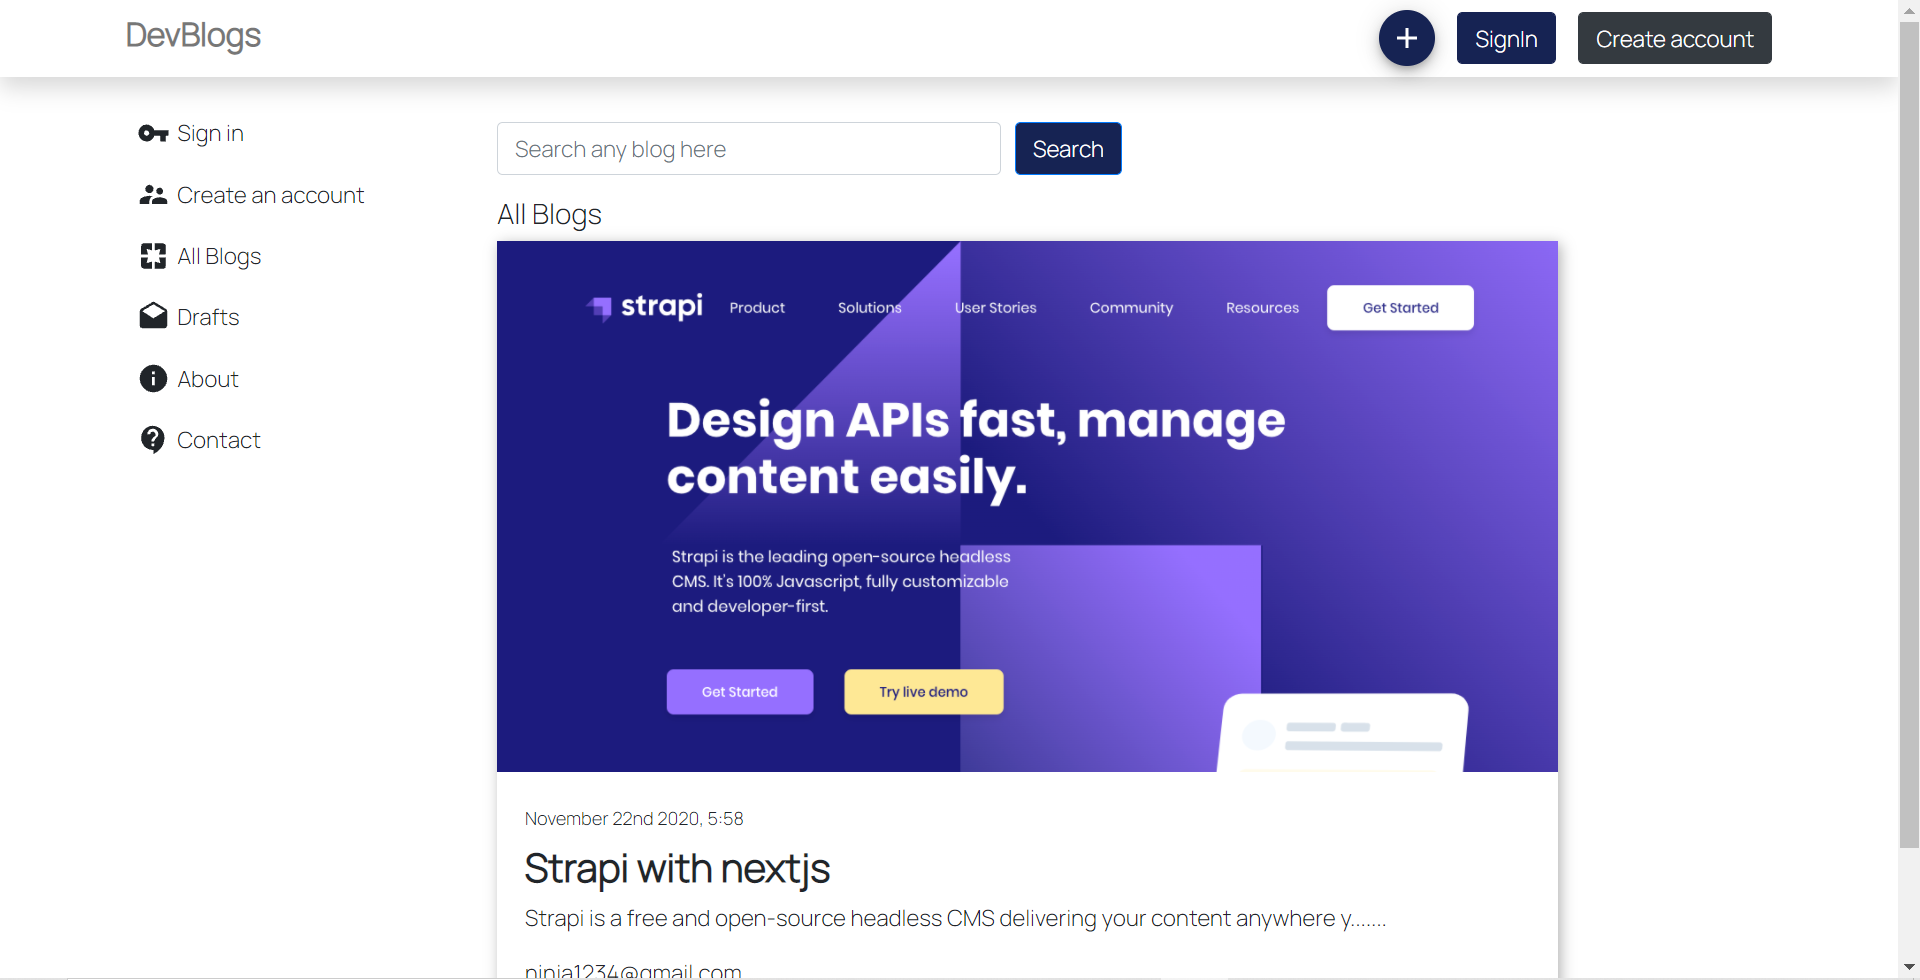 DevBlogs
SignIn
Create account
Sign in
Create an account
All Blogs
Drafts
About
Contact
Search any blog here
Search
All Blogs
strapi
Product
Solutions
User Stories
Community
Resources
Get Started
Design APIs fast, manage
content easily.
Strapi is the leading open-source headless
CMS. It's 100% Javascript, fully customizable
and developer-first.
Get Started
Try live demo
November 22nd 2020, 5:58
Strapi with nextjs
Strapi is a free and open-source headless CMS delivering your content anywhere y.......
ninja1234@gmail.com